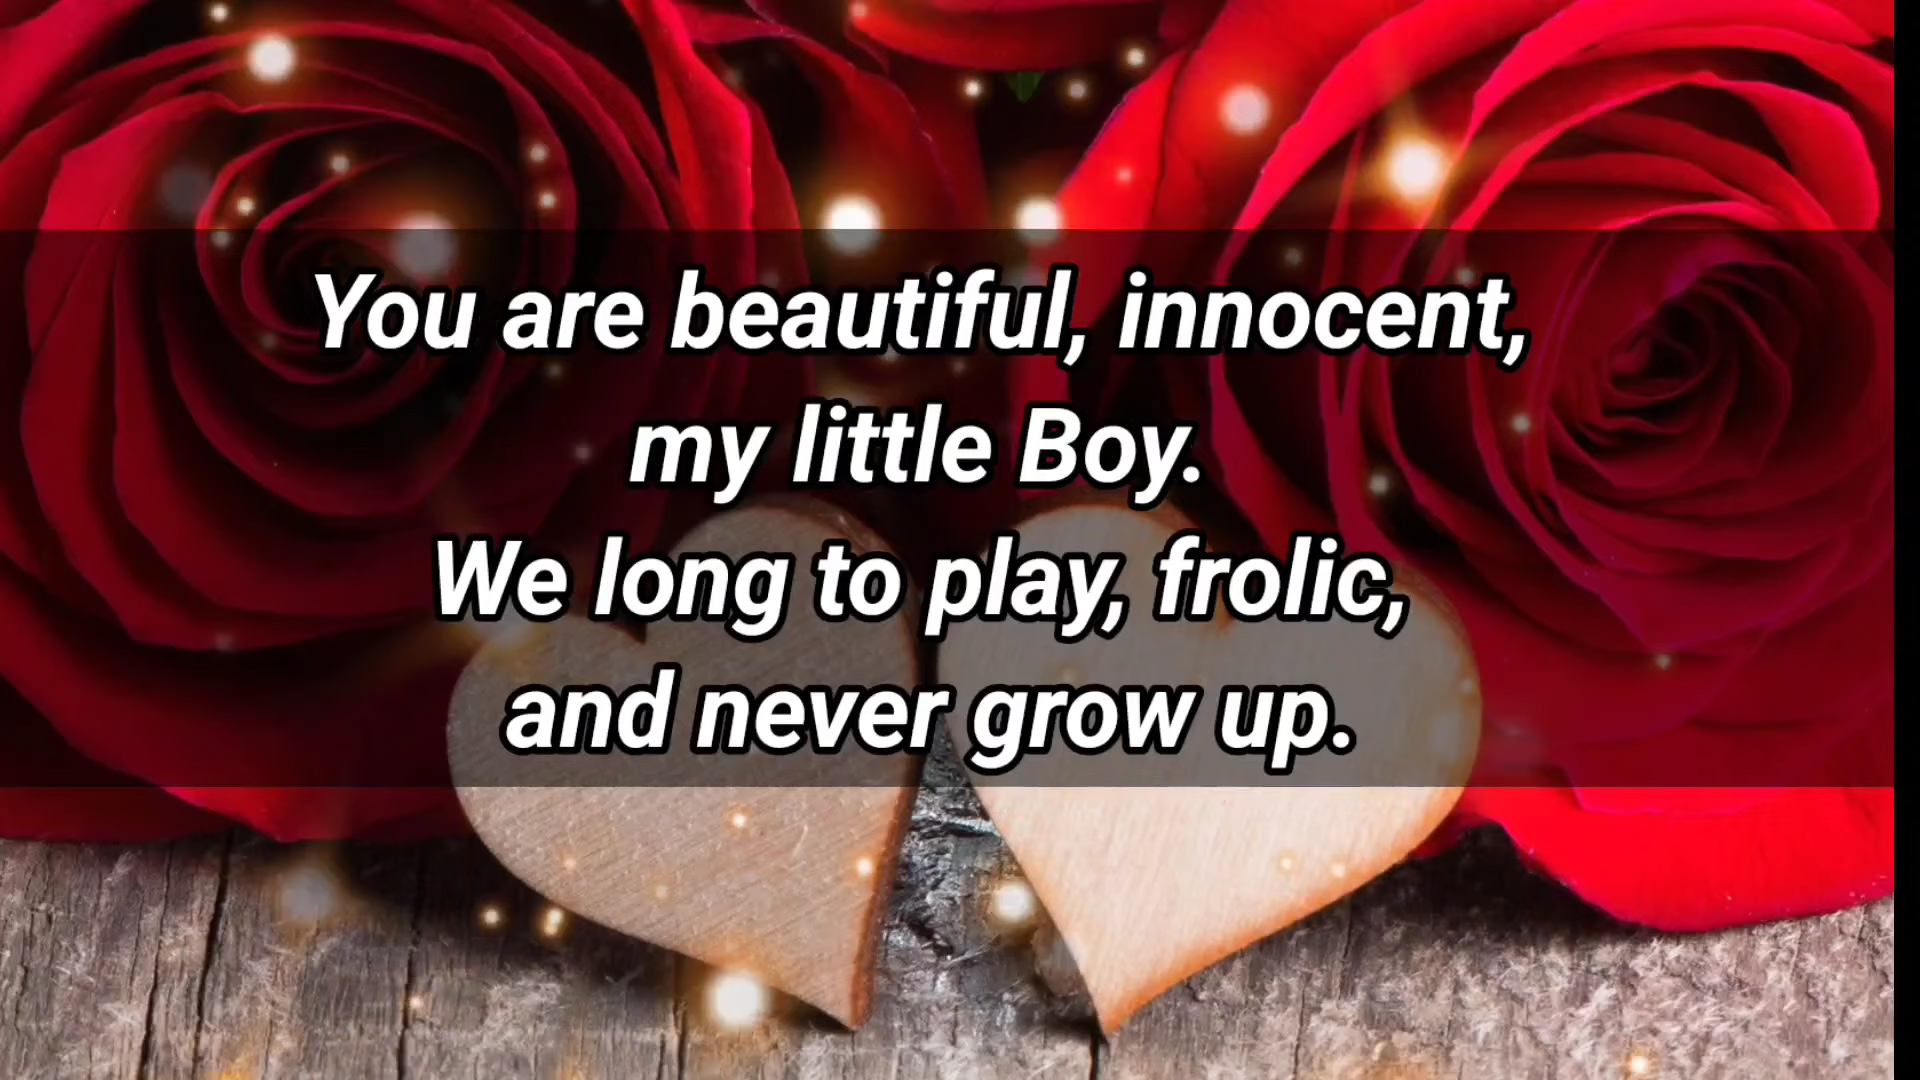 You are beautiful, innocent,
my little Boy.
We long to play, frolic,
and never grow up.